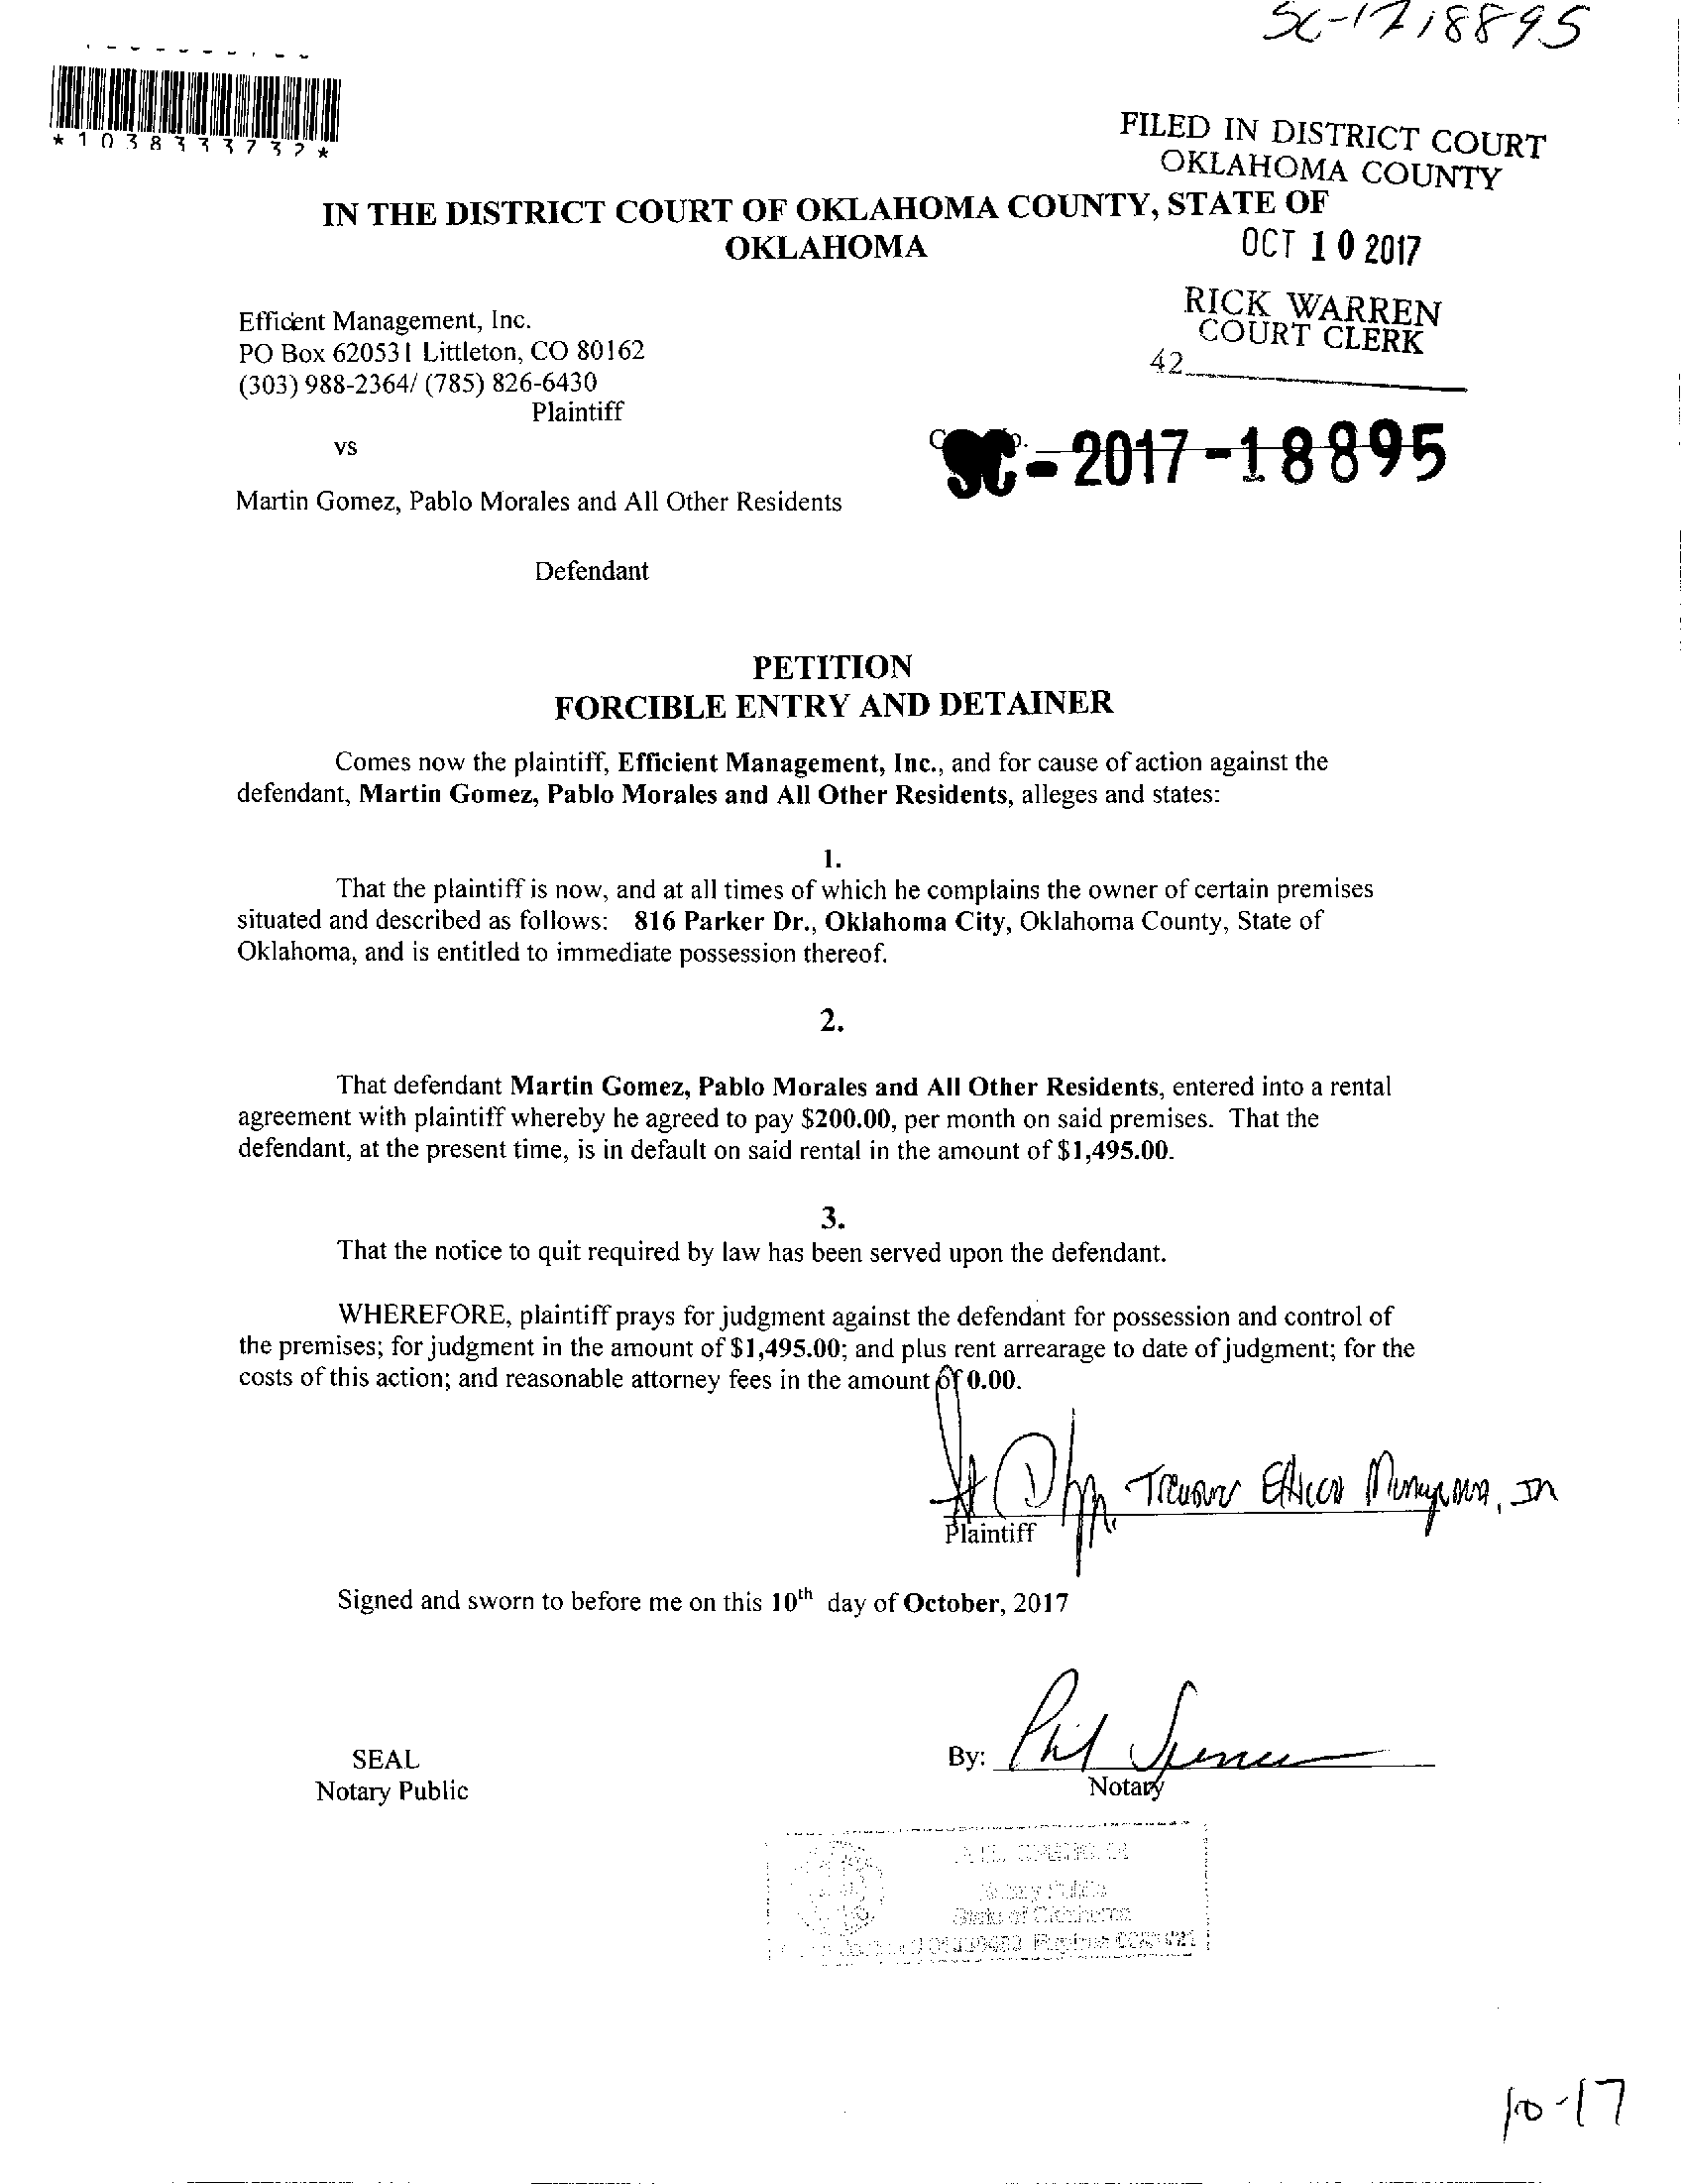 SC-1718895
*1038333732*
FILED IN DISTRICT COURT
OKLAHOMA COUNTY
IN THE DISTRICT COURT OF OKLAHOMA COUNTY, STATE OF
OKLAHOMA
OCT 10 2017
RICK WARREN
COURT CLERK
42
Efficent Management, Inc.
PO Box 620531 Littleton, CO 80162
(303) 988-2364/ (785) 826-6430
Plaintiff
vs
SC-2017-18895
Martin Gomez, Pablo Morales and All Other Residents
Defendant
PETITION
FORCIBLE ENTRY AND DETAINER
Comes now the plaintiff, Efficient Management, Inc., and for cause of action against the
defendant, Martin Gomez, Pablo Morales and All Other Residents, alleges and states:
1.
That the plaintiff is now, and at all times of which he complains the owner of certain premises
situated and described as follows: 816 Parker Dr., Oklahoma City, Oklahoma County, State of
Oklahoma, and is entitled to immediate possession thereof.
2.
That defendant Martin Gomez, Pablo Morales and All Other Residents, entered into a rental
agreement with plaintiff whereby he agreed to pay $200.00, per month on said premises. That the
defendant, at the present time, is in default on said rental in the amount of $1,495.00.
3.
That the notice to quit required by law has been served upon the defendant.
WHEREFORE, plaintiff prays for judgment against the defendant for possession and control of
the premises; for judgment in the amount of $1,495.00; and plus rent arrearage to date of judgment; for the
costs of this action; and reasonable attorney fees in the amount of 0.00.
Plaintiff
Signed and sworn to before me on this 10th day of October, 2017
By: Phil Spencer
SEAL
Notary Public
Notary
Notary Public
State of Oklahoma
10-17